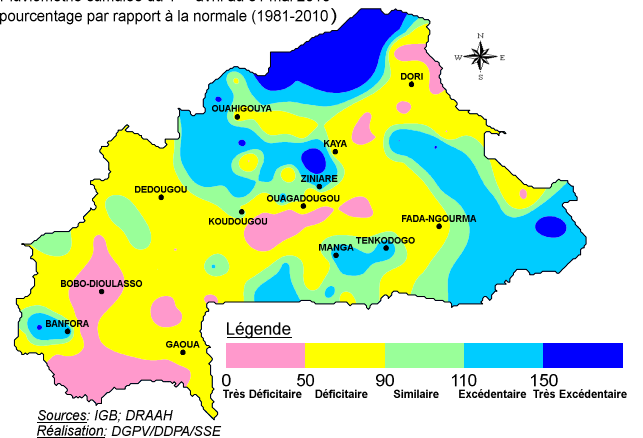 pourcentage par rapport à la normale (1981-2010)
N
W E
S
DORI
OUAHIGOUYA
KAYA
ZINIARE
DEDOUGOU
OUAGADOUGOU
KOUDOUGOU
FADA-NGOURMA
TENKODOGO
MANGA
BOBO-DIOULASSO
BANFORA
GAOUA
Légende
0 50 90 110 150
Très Déficitaire Déficitaire Similaire Excédentaire Très Excédentaire
Sources: IGB; DRAAH
Réalisation: DGPV/DDPA/SSE